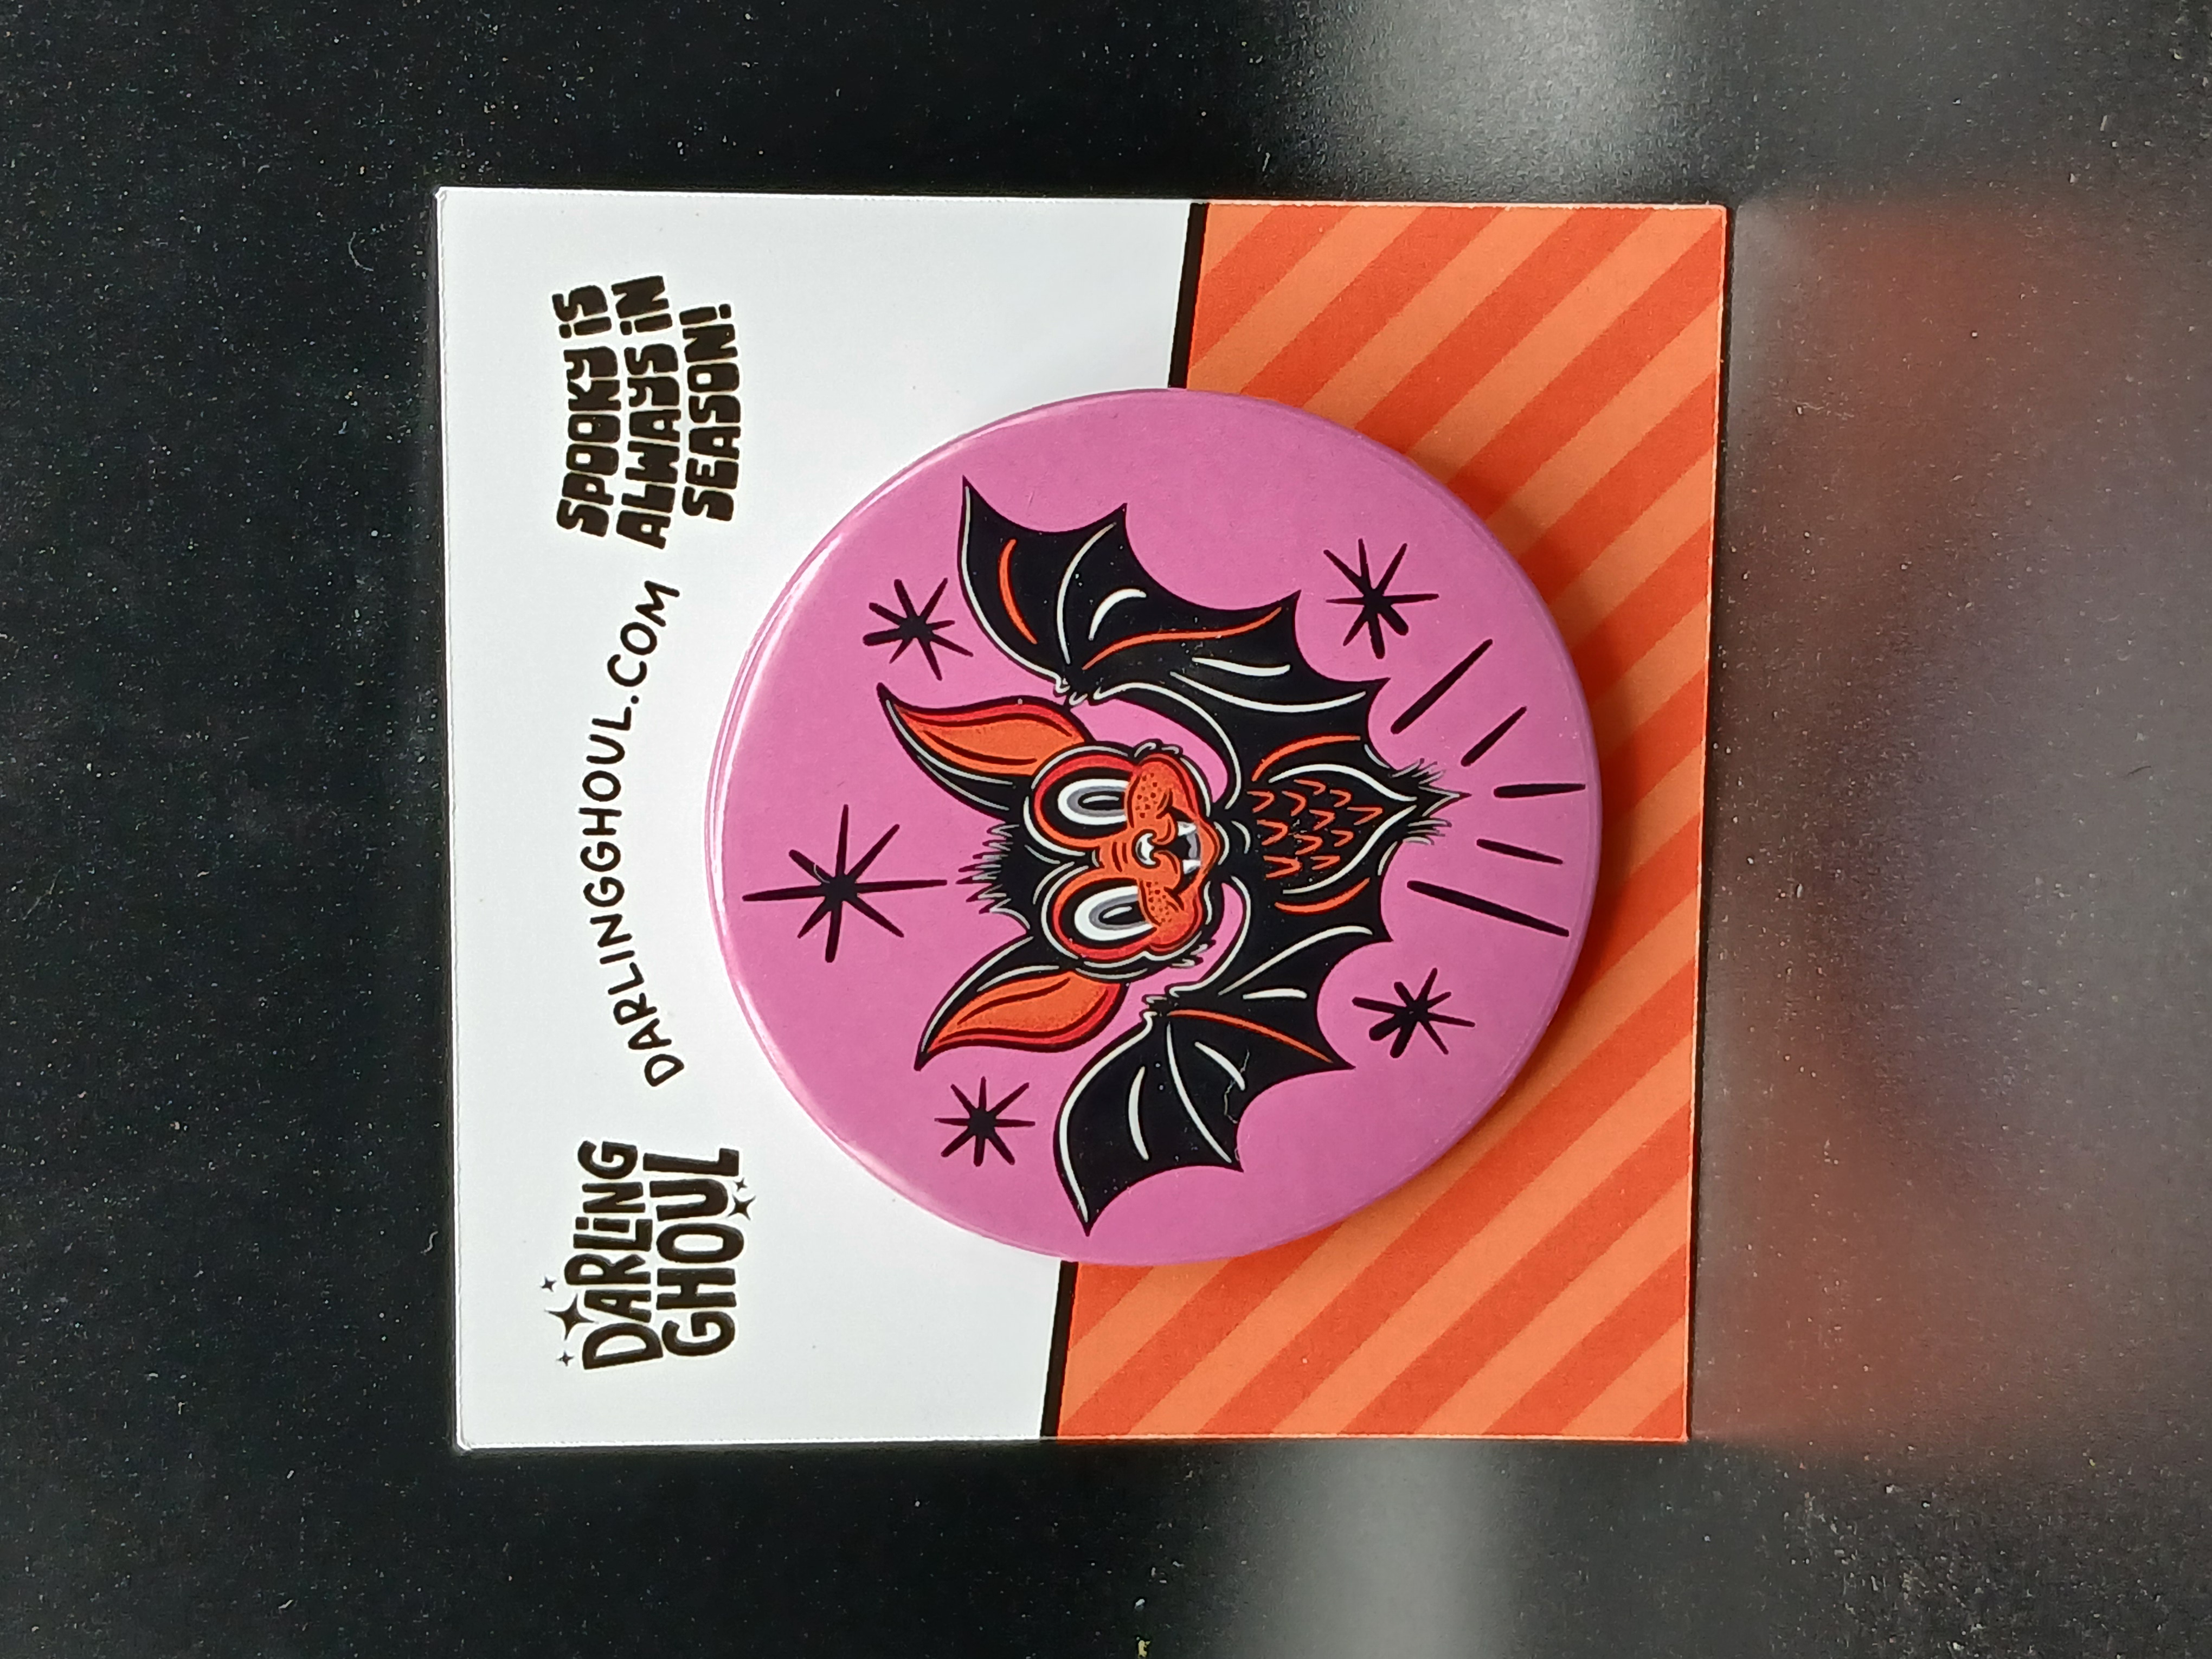 DARLING
GHOUL
DARLINGGHOUL.COM
SPOOKY IS
ALWAYS IN
SEASON!